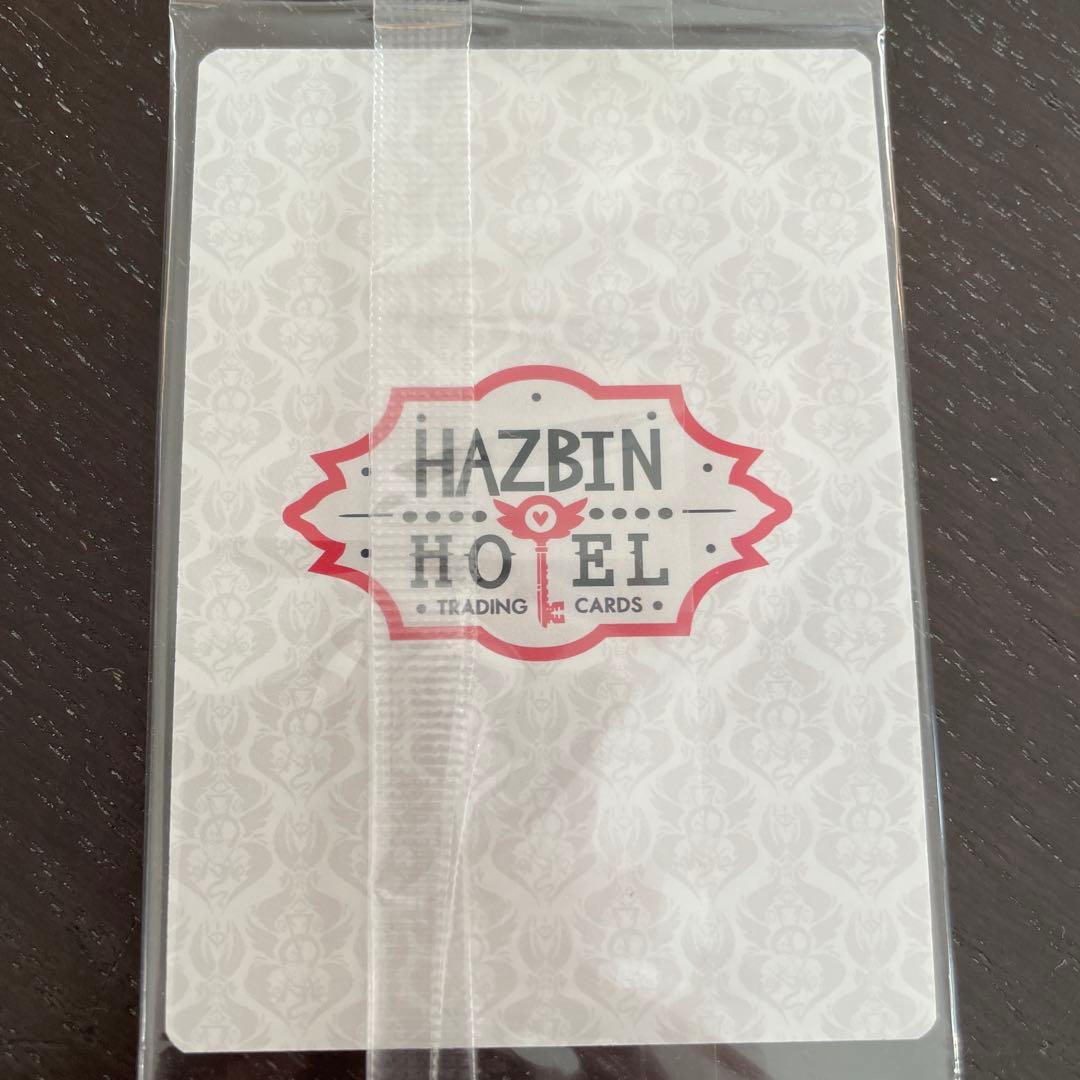 HAZBIN
HOTEL
• TRADING CARDS •